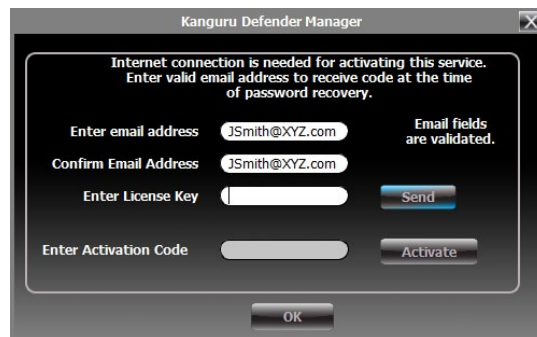 Kanguru Defender Manager
X
Internet connection is needed for activating this service.
Enter valid email address to receive code at the time
of password recovery.
Enter email address JSmith@XYZ.com
Email fields
are validated.
Confirm Email Address JSmith@XYZ.com
Enter License Key Send
Enter Activation Code Activate
OK